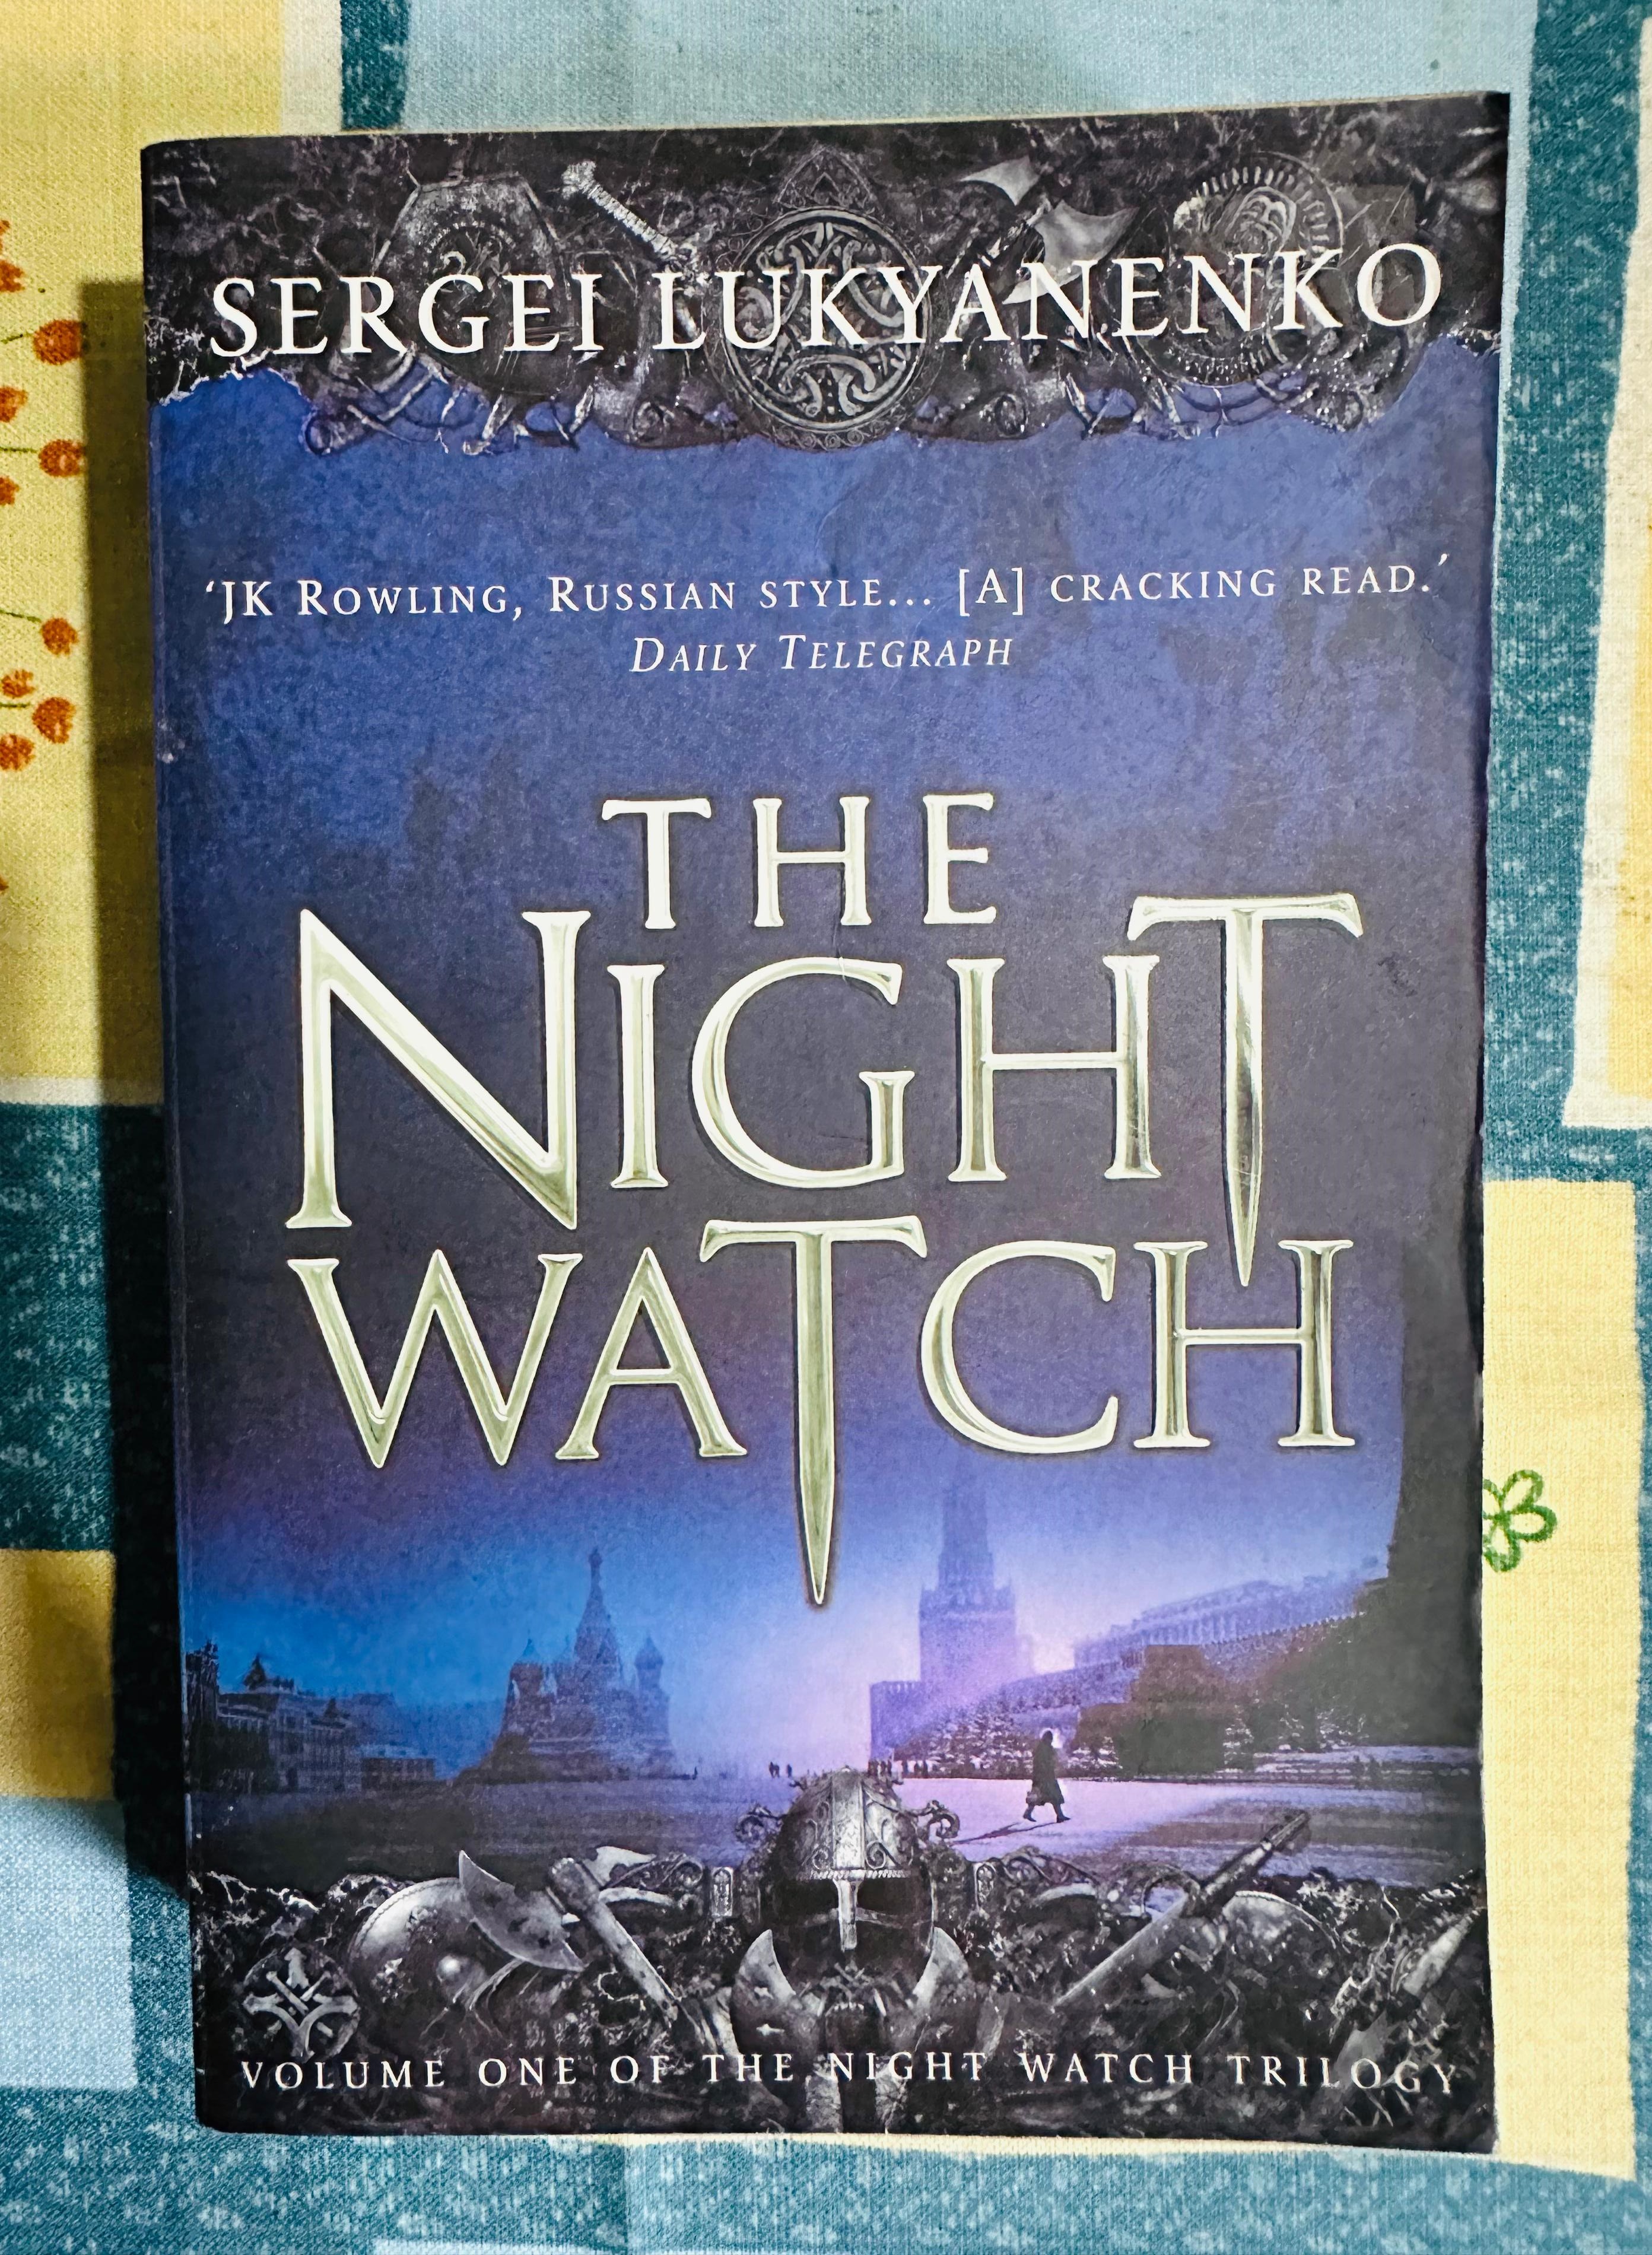 SERGEI LUKYANENKO
‘JK ROWLING, RUSSIAN STYLE... [A] CRACKING READ.’
DAILY TELEGRAPH
THE
NIGHT
WATCH
VOLUME ONE OF THE NIGHT WATCH TRILOGY